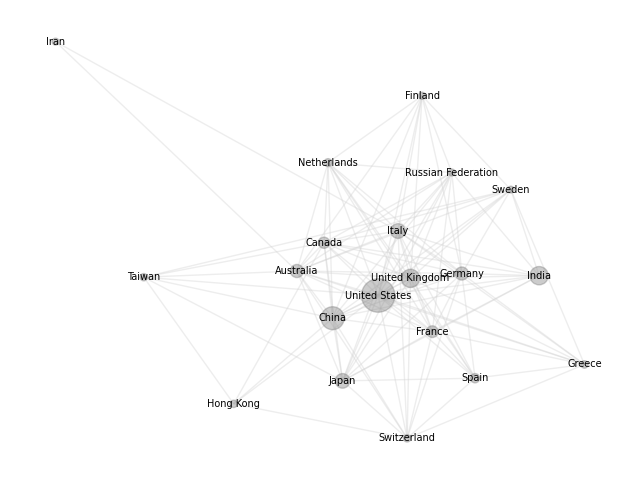 Iran
Finland
Netherlands
Russian Federation
Sweden
Italy
Canada
Australia
United Kingdom
Germany
India
Taiwan
United States
China
France
Greece
Japan
Spain
Hong Kong
Switzerland